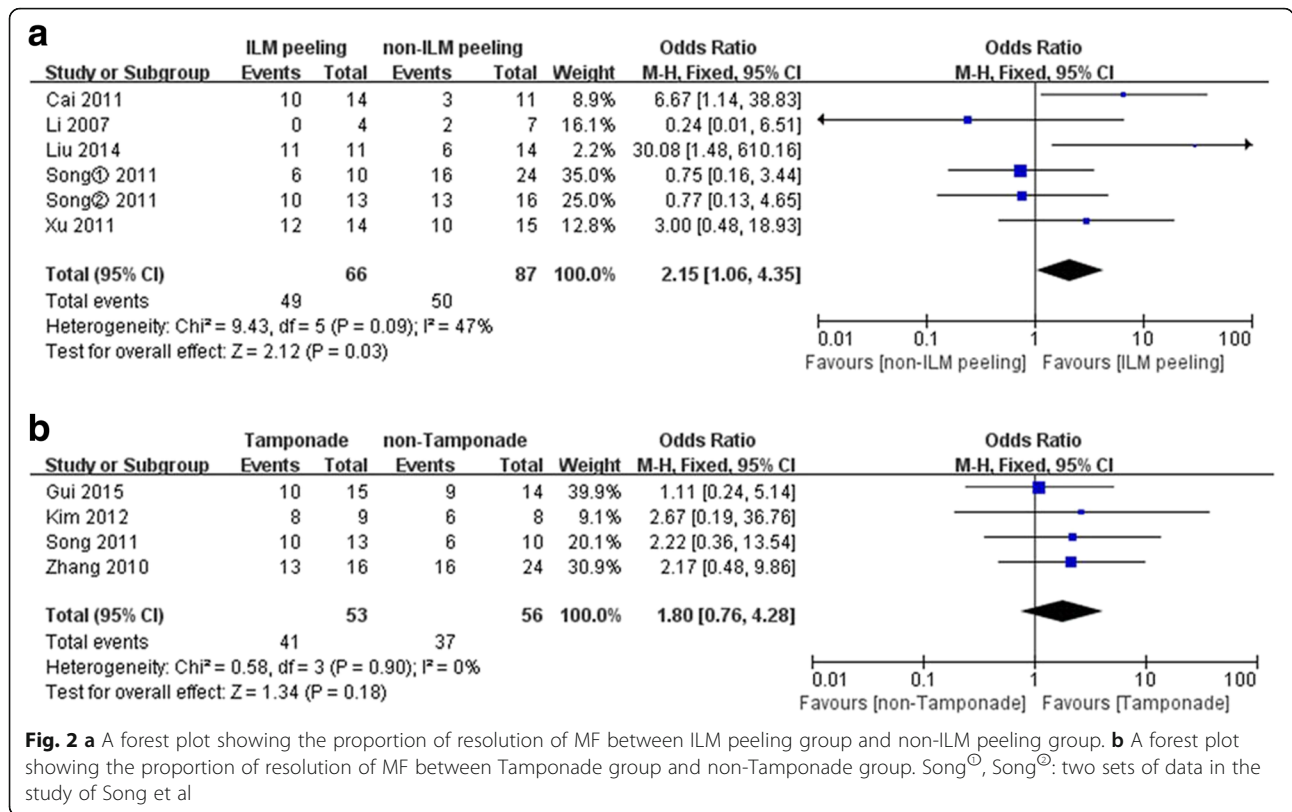 a
ILM peeling non-ILM peeling Odds Ratio Odds Ratio
Study or Subgroup Events Total Events Total Weight M-H, Fixed, 95% CI M-H, Fixed, 95% CI
Cai 2011 10 14 3 11 8.9% 6.67 [1.14, 38.83]
Li 2007 0 4 2 7 16.1% 0.24 [0.01, 6.51]
Liu 2014 11 11 6 14 2.2% 30.08 [1.48, 610.16]
Song① 2011 6 10 16 24 35.0% 0.75 [0.16, 3.44]
Song② 2011 10 13 13 16 25.0% 0.77 [0.13, 4.65]
Xu 2011 12 14 10 15 12.8% 3.00 [0.48, 18.93]
Total (95% CI) 66 87 100.0% 2.15 [1.06, 4.35]
Total events 49 50
Heterogeneity: Chi² = 9.43, df = 5 (P = 0.09); I² = 47%
Test for overall effect: Z = 2.12 (P = 0.03)
0.01 0.1 1 10 100
Favours [non-ILM peeling] Favours [ILM peeling]
b
Tamponade non-Tamponade Odds Ratio Odds Ratio
Study or Subgroup Events Total Events Total Weight M-H, Fixed, 95% CI M-H, Fixed, 95% CI
Gui 2015 10 15 9 14 39.9% 1.11 [0.24, 5.14]
Kim 2012 8 9 6 8 9.1% 2.67 [0.19, 36.76]
Song 2011 10 13 6 10 20.1% 2.22 [0.36, 13.54]
Zhang 2010 13 16 16 24 30.9% 2.17 [0.48, 9.86]
Total (95% CI) 53 56 100.0% 1.80 [0.76, 4.28]
Total events 41 37
Heterogeneity: Chi² = 0.58, df = 3 (P = 0.90); I² = 0%
Test for overall effect: Z = 1.34 (P = 0.18)
0.01 0.1 1 10 100
Favours [non-Tamponade] Favours [Tamponade]
Fig. 2 a A forest plot showing the proportion of resolution of MF between ILM peeling group and non-ILM peeling group. b A forest plot
showing the proportion of resolution of MF between Tamponade group and non-Tamponade group. Song①, Song②: two sets of data in the
study of Song et al